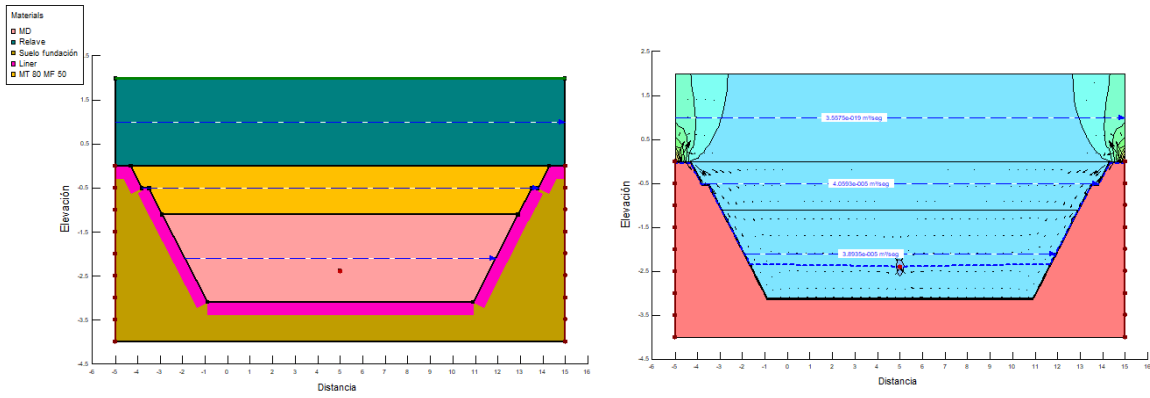 Materials
MD
Relave
Suelo fundación
Liner
MT 80 MF 50
.5
1.5
0.5
-0.5
-1.5
-2.5
-3.5
-4.5
Elevación
-6 -5 -4 -3 -2 -1 0 1 2 3 4 5 6 7 8 9 10 11 12 13 14 15 16
Distancia
2.5
1.5
0.5
-0.5
-1.5
-2.5
-3.5
-4.5
Elevación
3.5575e-019 m³/seg
4.0593e-005 m³/seg
3.8935e-005 m³/seg
-6 -5 -4 -3 -2 -1 0 1 2 3 4 5 6 7 8 9 10 11 12 13 14 15 16
Distancia